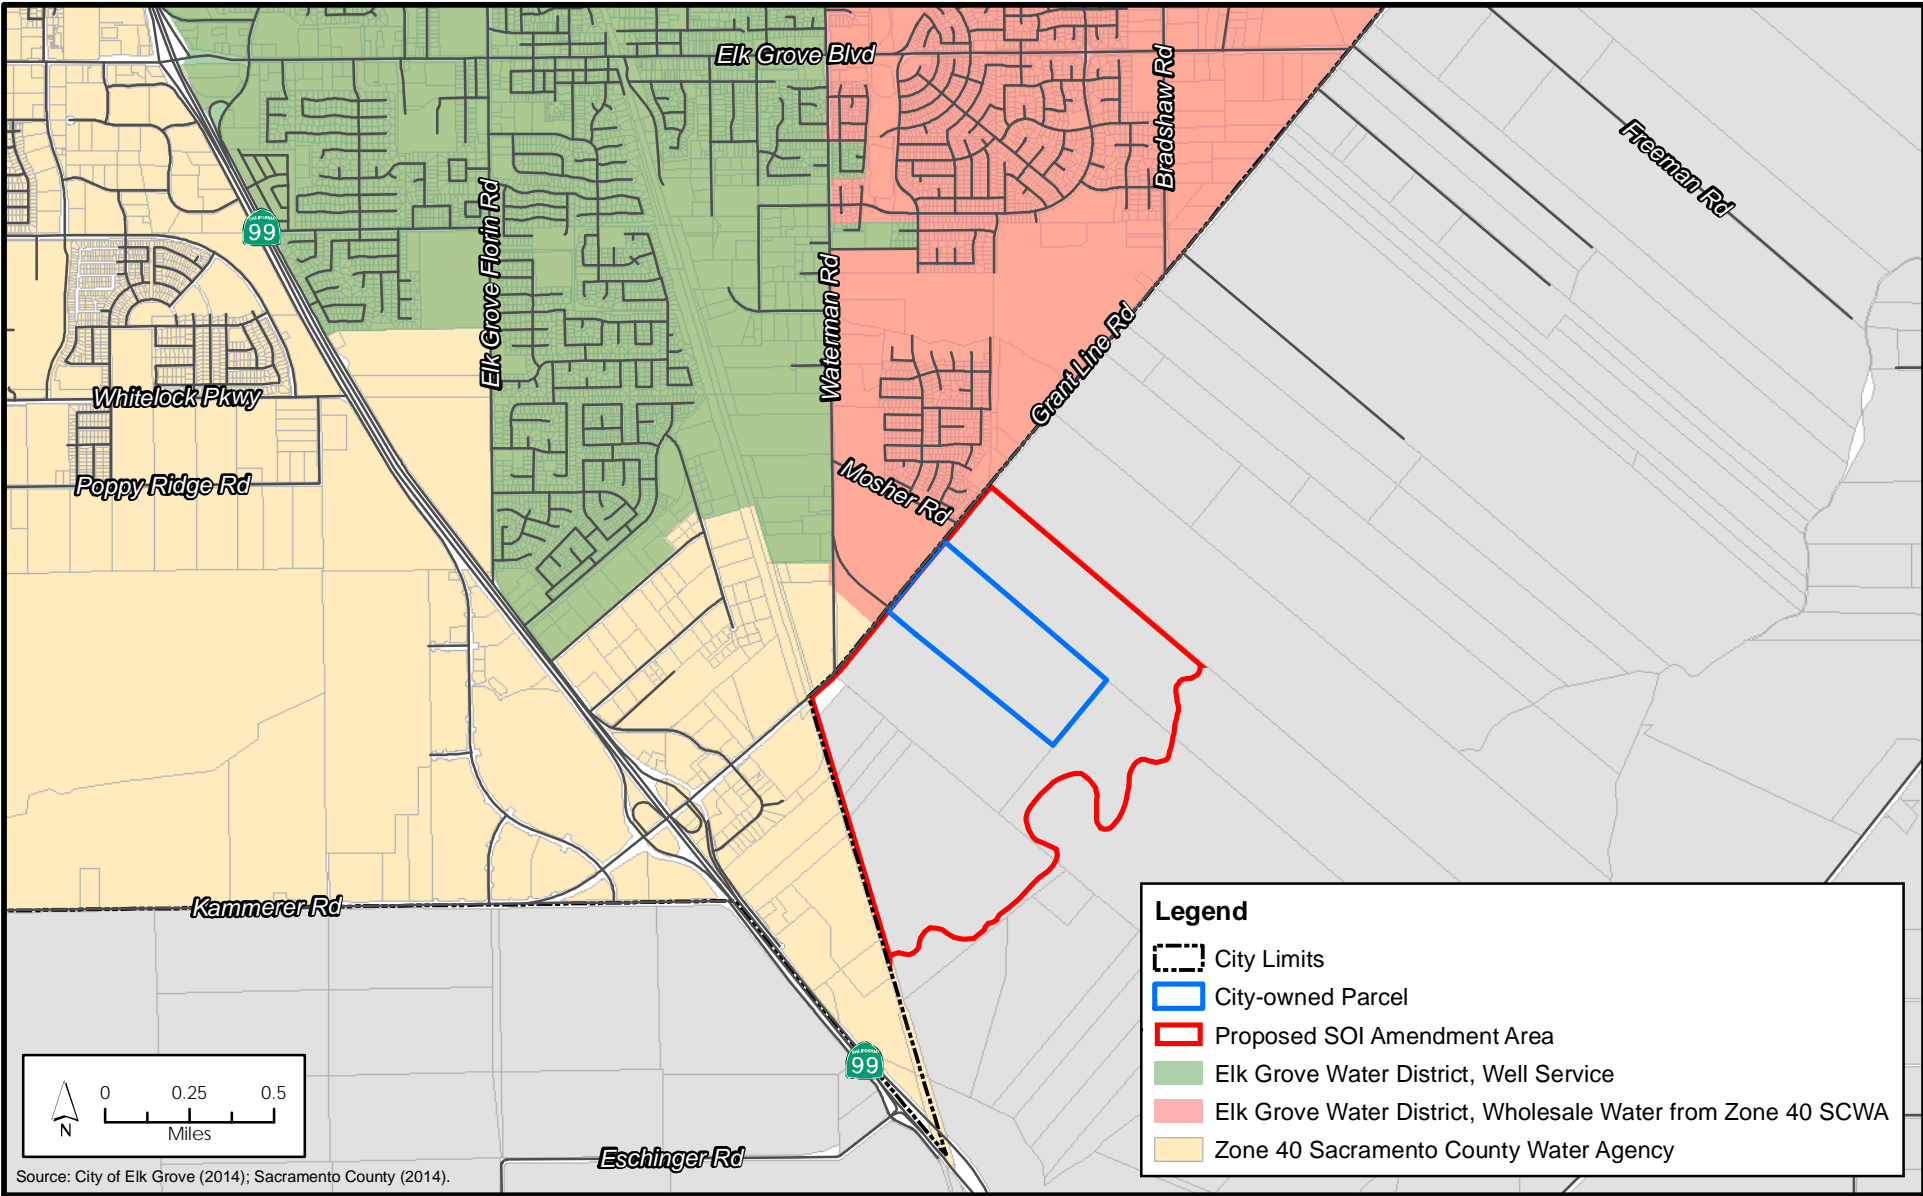 Elk Grove Blvd
Bradshaw Rd
Freeman Rd
CALIFORNIA
99
Elk Grove Florin Rd
Waterman Rd
Grant Line Rd
Whitelock Pkwy
Poppy Ridge Rd
Mosher Rd
Kammerer Rd
CALIFORNIA
99
Eschinger Rd
Legend
City Limits
City-owned Parcel
Proposed SOI Amendment Area
Elk Grove Water District, Well Service
Elk Grove Water District, Wholesale Water from Zone 40 SCWA
Zone 40 Sacramento County Water Agency
0 0.25 0.5
Miles
N
Source: City of Elk Grove (2014); Sacramento County (2014).